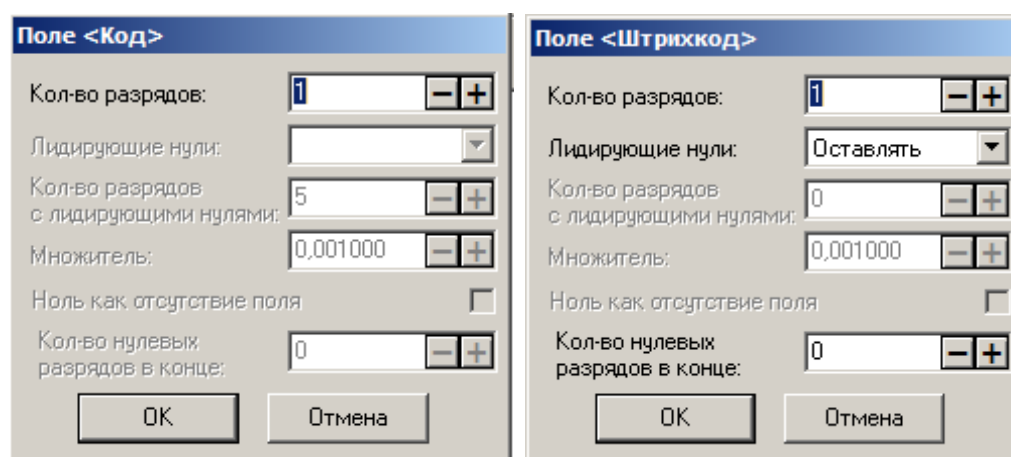 Поле <Код>
Кол-во разрядов: 1
Лидирующие нули:
Кол-во разрядов
с лидирующими нулями: 5
Множитель: 0,001000
Ноль как отсутствие поля
Кол-во нулевых
разрядов в конце: 0
OK Отмена
Поле <Штрихкод>
Кол-во разрядов: 1
Лидирующие нули: Оставлять
Кол-во разрядов
с лидирующими нулями: 0
Множитель: 0,001000
Ноль как отсутствие поля
Кол-во нулевых
разрядов в конце: 0
OK Отмена